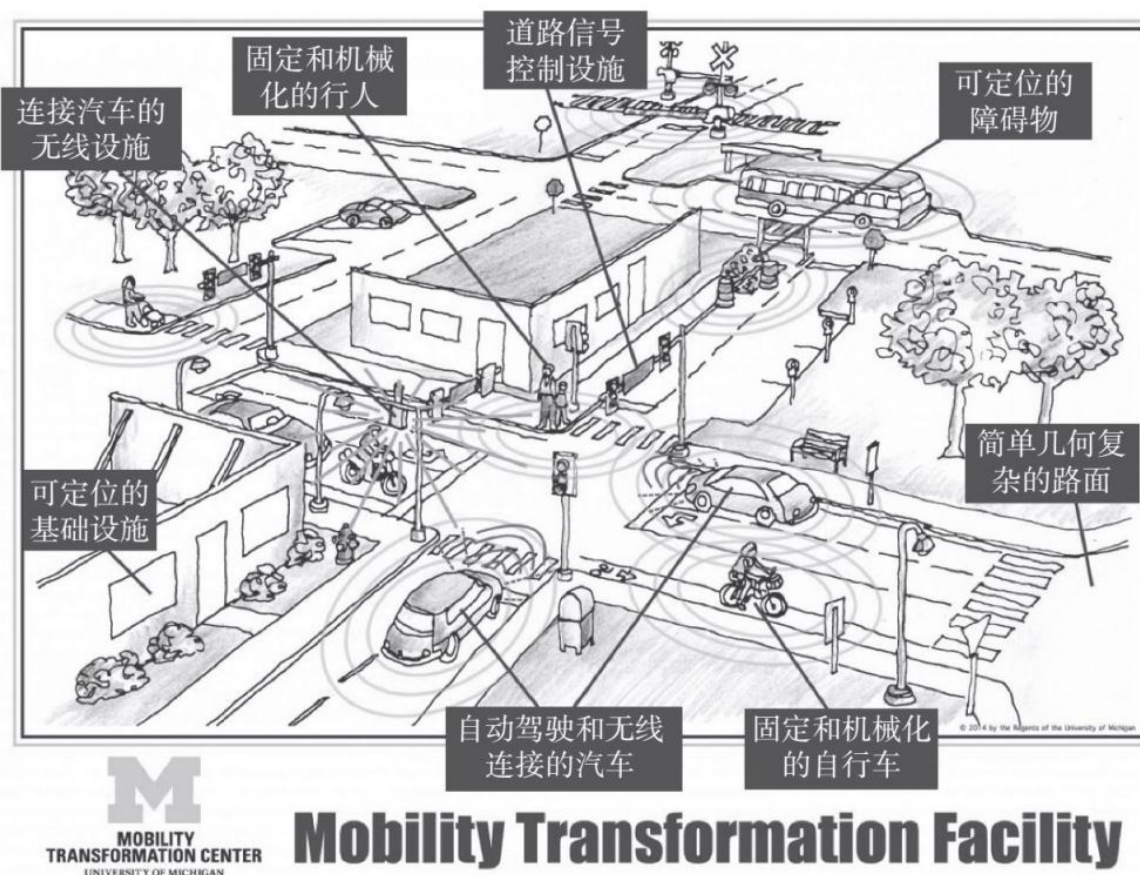 道路信号
控制设施
固定和机械
化的行人
可定位的
障碍物
连接汽车的
无线设施
简单几何复
杂的路面
可定位的
基础设施
自动驾驶和无线
连接的汽车
固定和机械化
的自行车
© 2014 by the Regents of the University of Michigan
M
MOBILITY
TRANSFORMATION CENTER
UNIVERSITY OF MICHIGAN
Mobility Transformation Facility